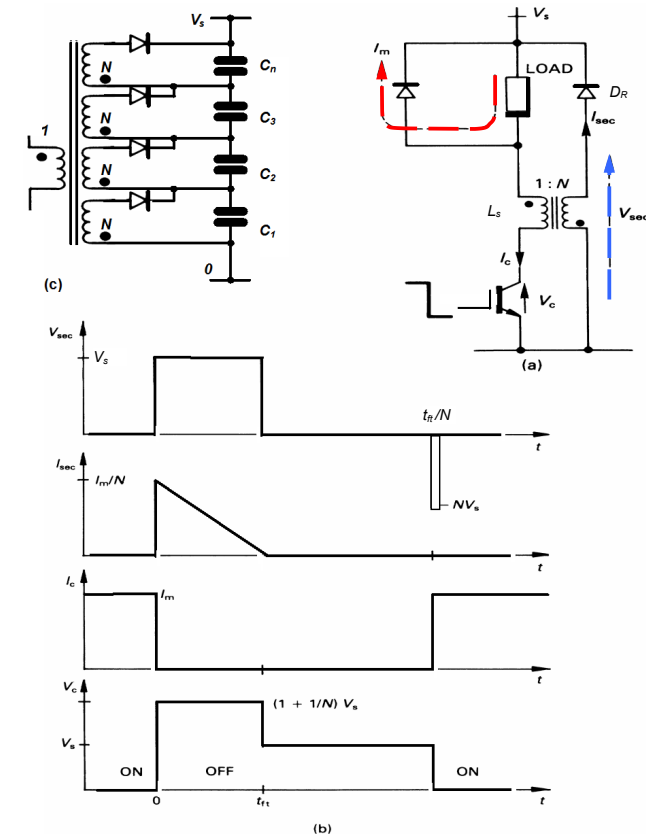 Vs
N
Cn
N
C3
1
N
C2
N
C1
0
(c)
Vs
Im
LOAD
DR
Isec
1 : N
Ls
Vsec
Ic
Vc
(a)
Vsec
Vs
tft/N
t
NVs
Isec
Im/N
t
Ic
Im
t
Vc
(1 + 1/N) Vs
Vs
ON
OFF
ON
0
tft
t
(b)